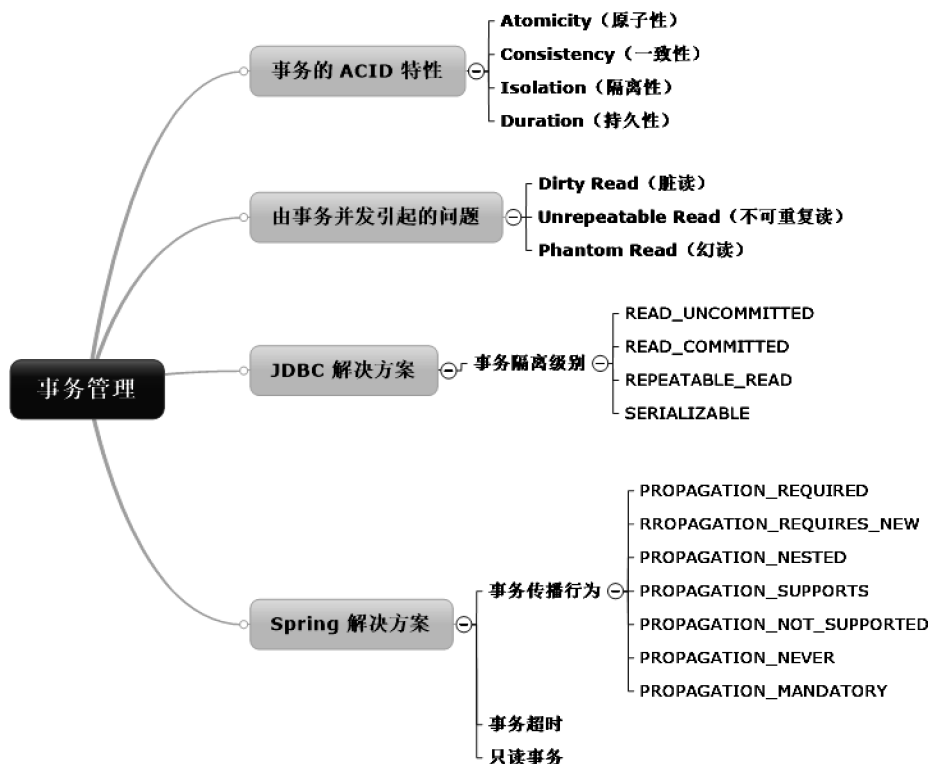 事务管理
事务的 ACID 特性
Atomicity（原子性）
Consistency（一致性）
Isolation（隔离性）
Duration（持久性）
由事务并发引起的问题
Dirty Read（脏读）
Unrepeatable Read（不可重复读）
Phantom Read（幻读）
JDBC 解决方案
事务隔离级别
READ_UNCOMMITTED
READ_COMMITTED
REPEATABLE_READ
SERIALIZABLE
Spring 解决方案
事务传播行为
PROPAGATION_REQUIRED
RROPAGATION_REQUIRES_NEW
PROPAGATION_NESTED
PROPAGATION_SUPPORTS
PROPAGATION_NOT_SUPPORTED
PROPAGATION_NEVER
PROPAGATION_MANDATORY
事务超时
只读事务